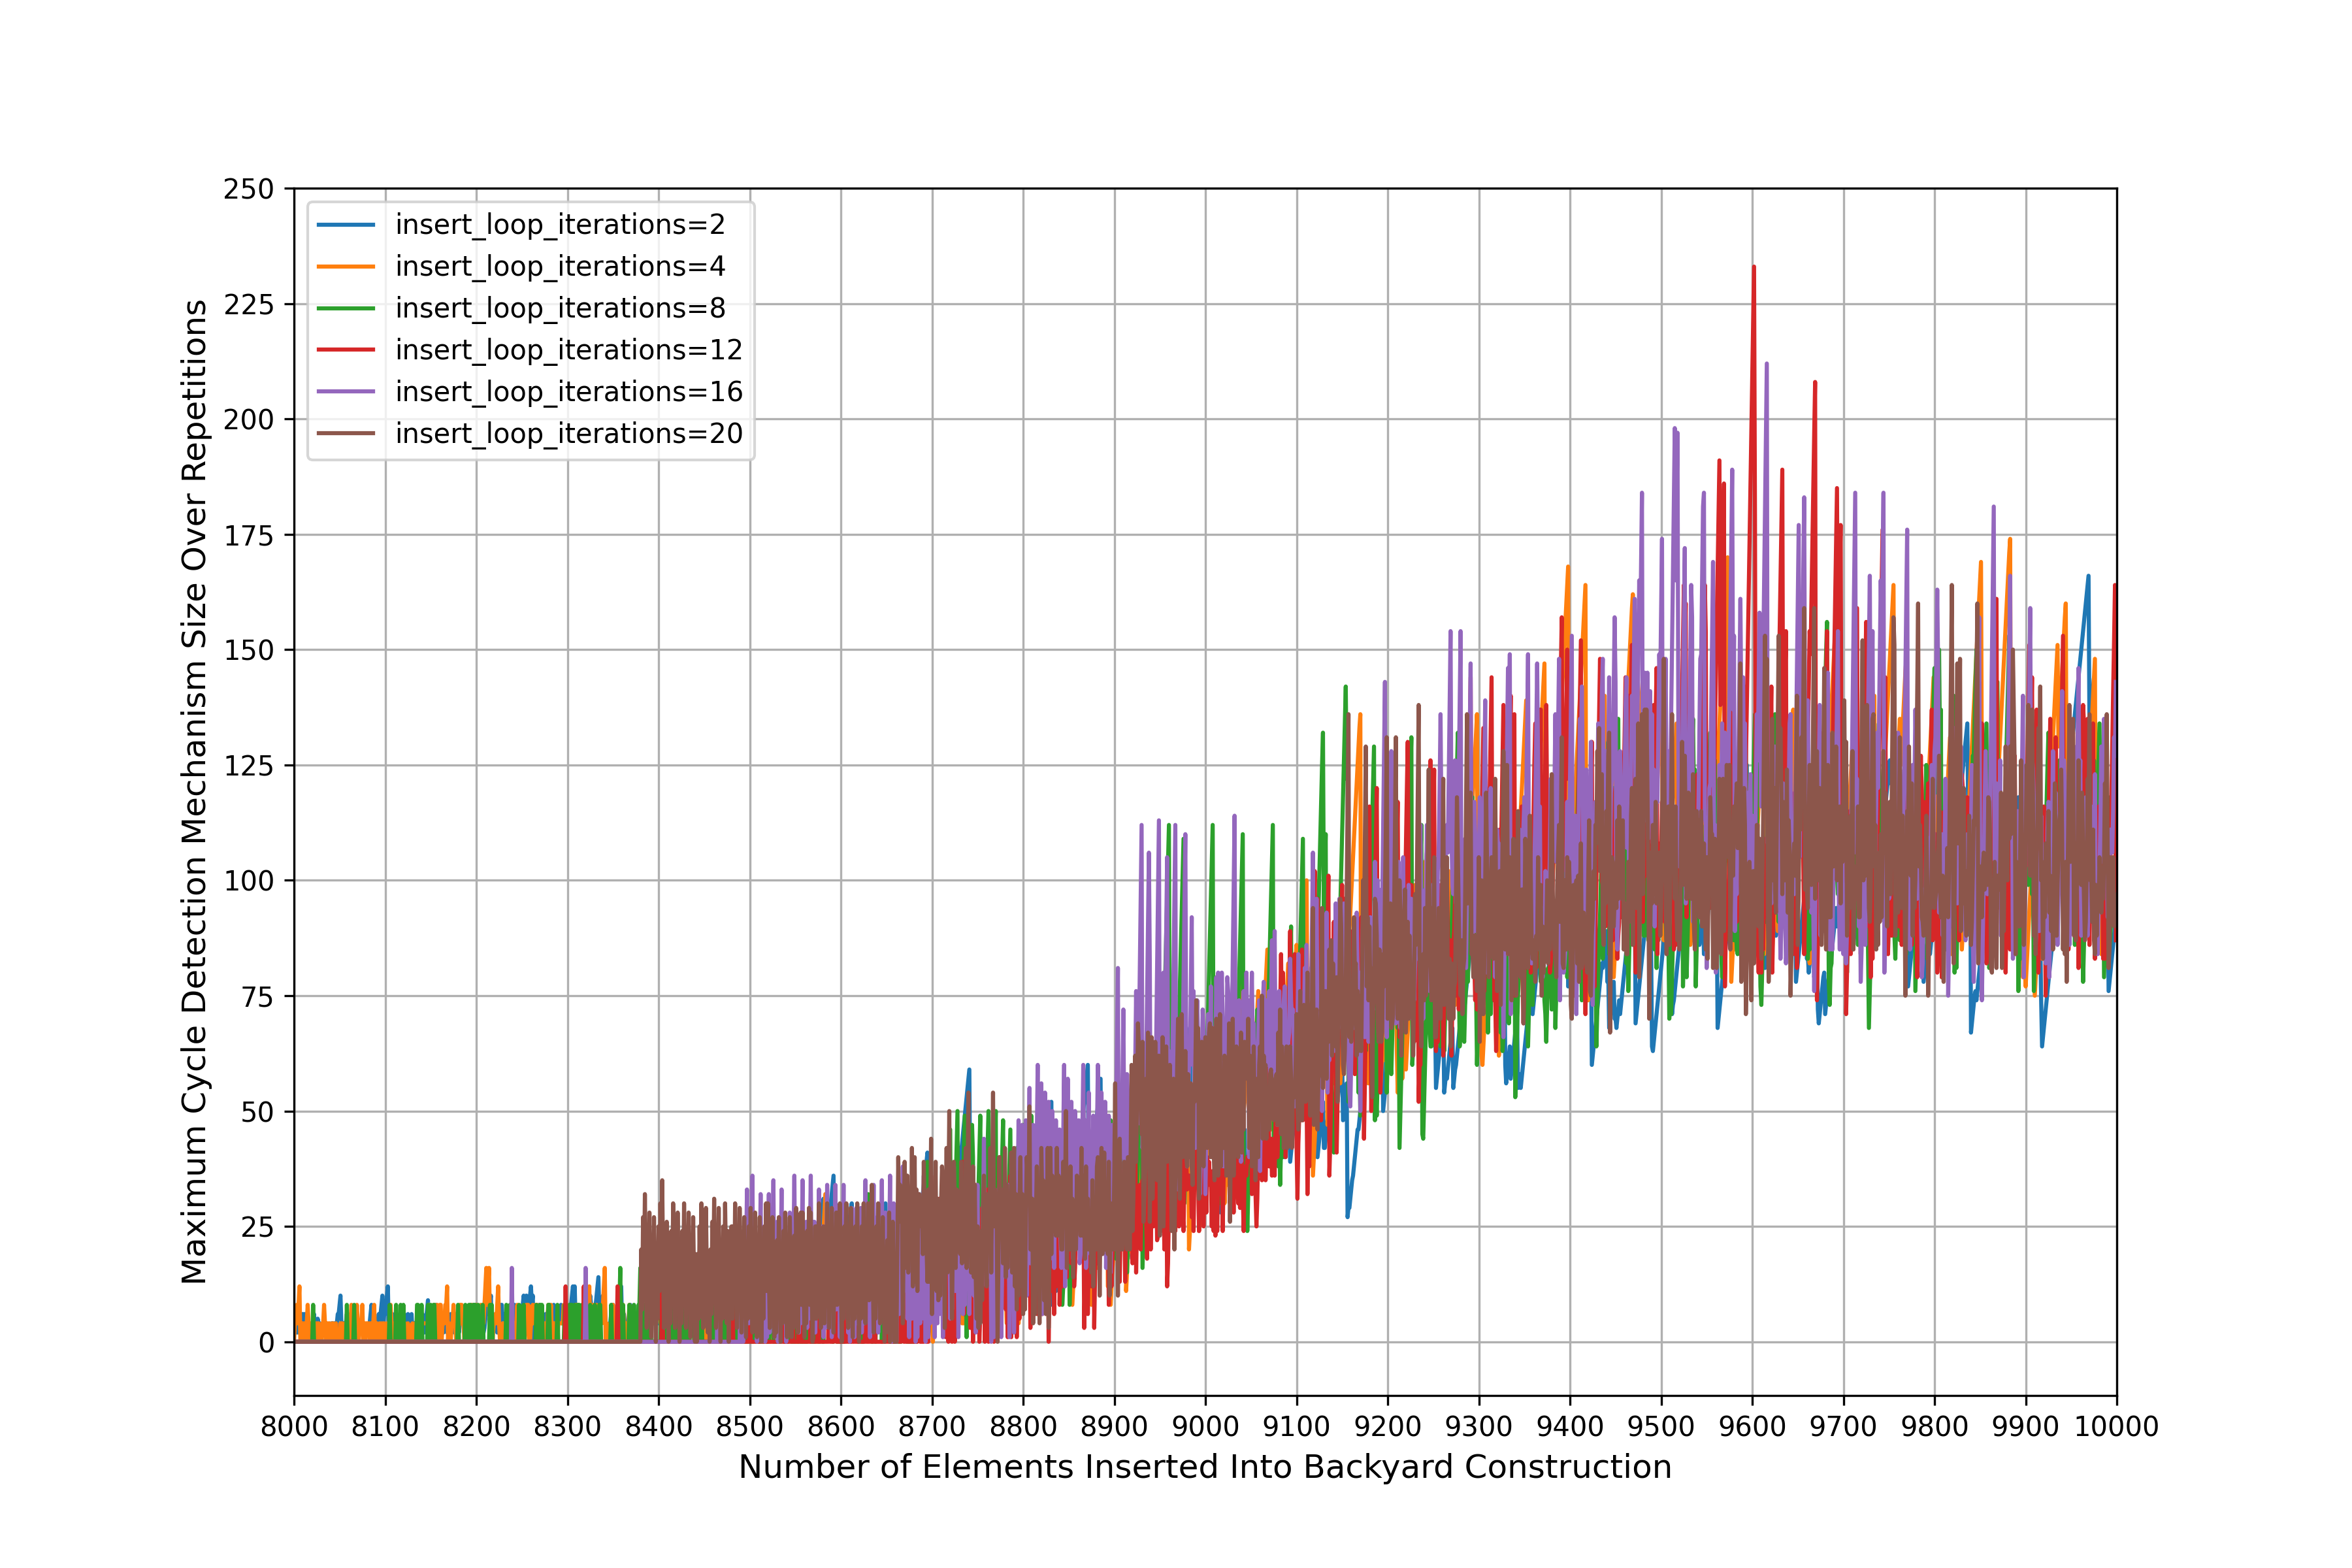 250
225
200
175
150
125
100
75
50
25
0
Maximum Cycle Detection Mechanism Size Over Repetitions
insert_loop_iterations=2
insert_loop_iterations=4
insert_loop_iterations=8
insert_loop_iterations=12
insert_loop_iterations=16
insert_loop_iterations=20
8000 8100 8200 8300 8400 8500 8600 8700 8800 8900 9000 9100 9200 9300 9400 9500 9600 9700 9800 9900 10000
Number of Elements Inserted Into Backyard Construction